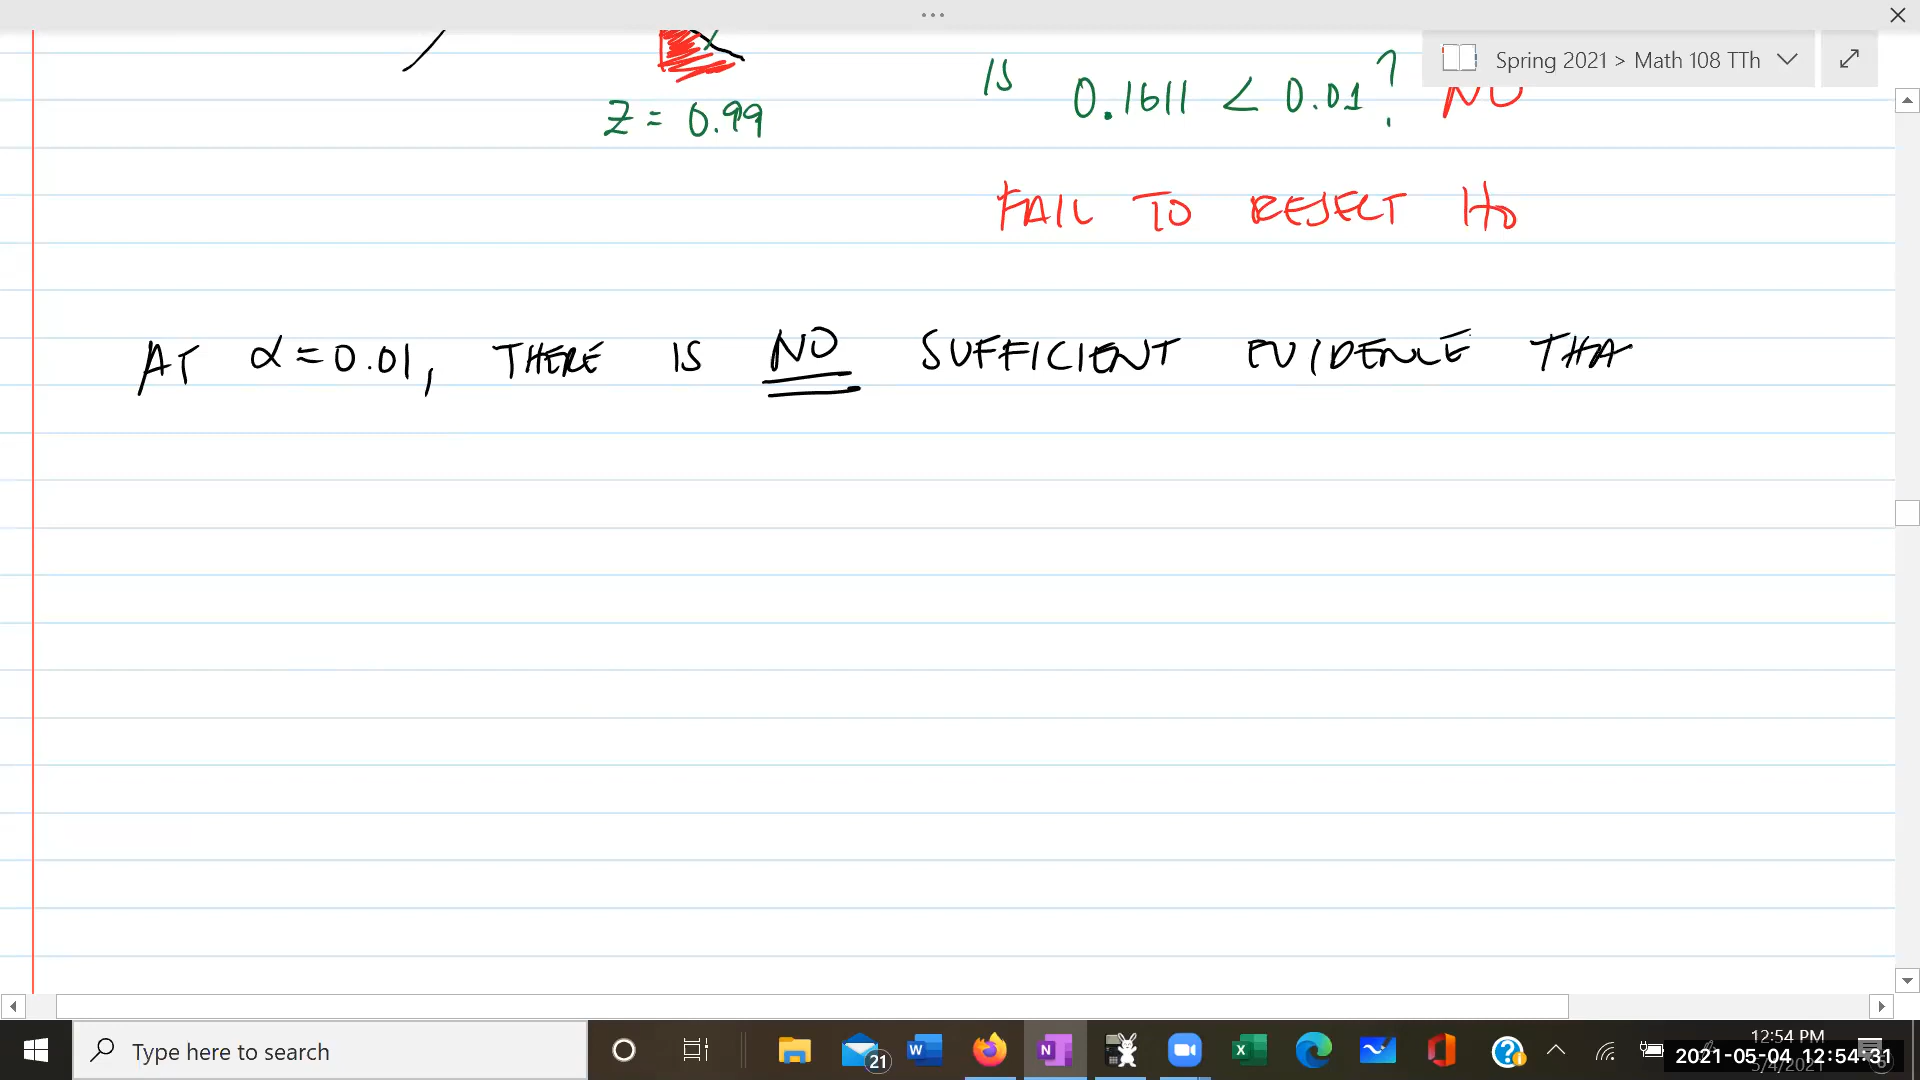 Spring 2021 > Math 108 TTh
IS 0.1611 < 0.01? NO
Z = 0.99
FAIL TO REJECT H0
AT α = 0.01, THERE IS NO SUFFICIENT EVIDENCE THA
Type here to search
21
12:54 PM
2021-05-04 12:54:31